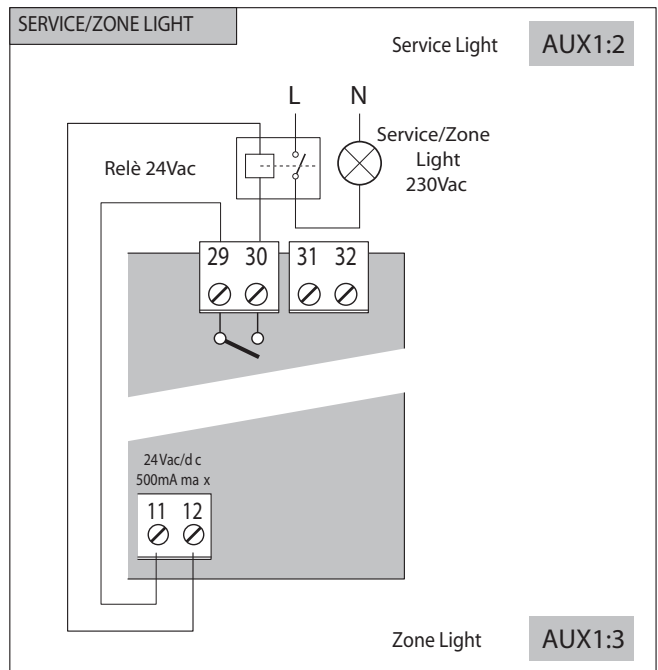 SERVICE/ZONE LIGHT
Service Light AUX1:2
L N
Relè 24Vac
Service/Zone
Light
230Vac
29 30 31 32
24Vac/d c
500mA ma x
11 12
Zone Light AUX1:3